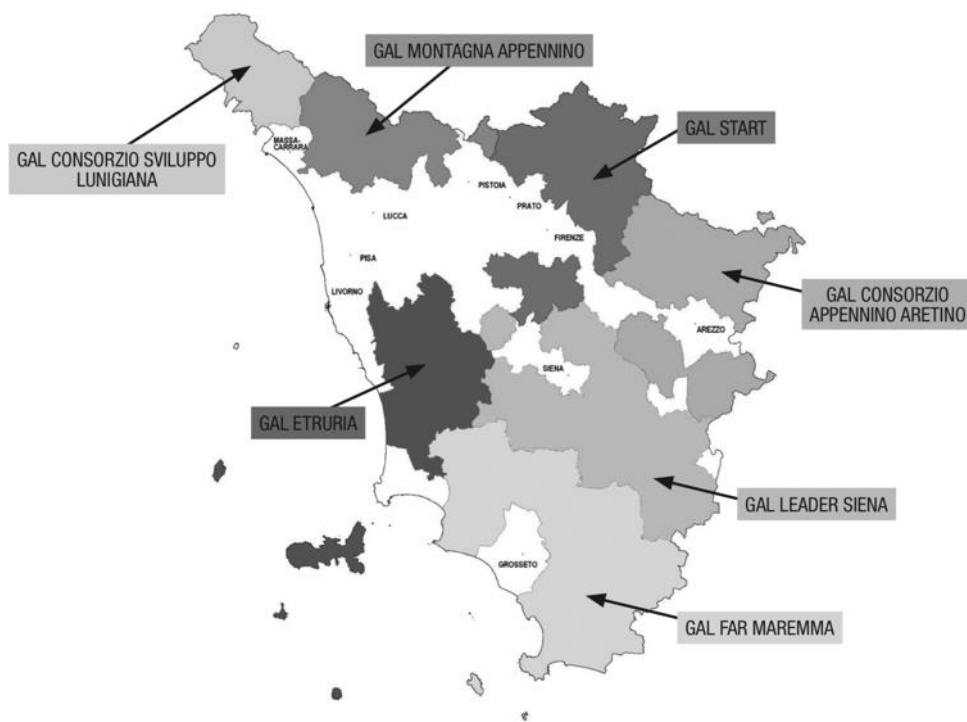 GAL MONTAGNA APPENNINO
GAL START
MASSA-
CARRARA
GAL CONSORZIO SVILUPPO
LUNIGIANA
PISTOIA
PRATO
LUCCA
FIRENZE
PISA
LIVORNO
GAL CONSORZIO
APPENNINO ARETINO
AREZZO
SIENA
GAL ETRURIA
GAL LEADER SIENA
GROSSETO
GAL FAR MAREMMA